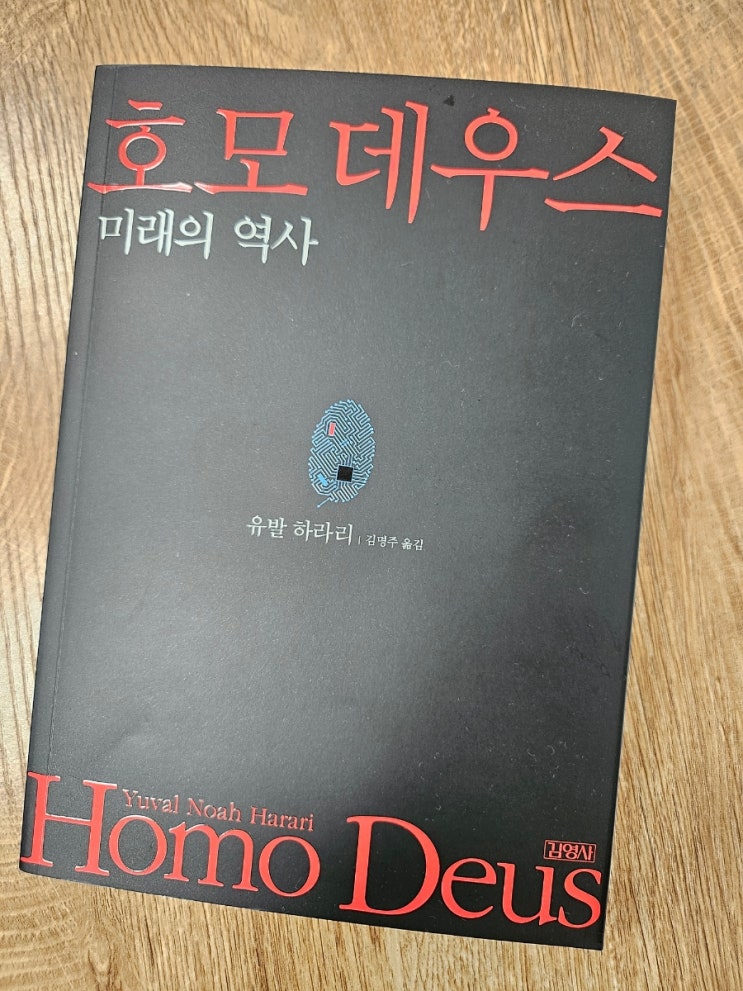 호모 데우스
미래의 역사
유발 하라리 | 김명주 옮김
Yuval Noah Harari
Homo Deus
김영사